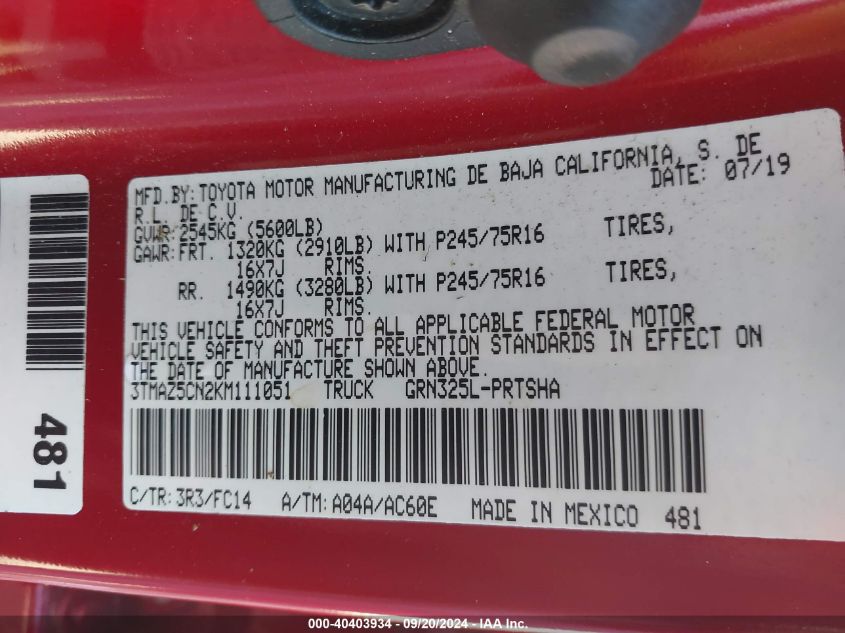 MFD.BY: TOYOTA MOTOR MANUFACTURING DE BAJA CALIFORNIA, S. DE
R.L. DE C.V. DATE: 07/19
GVWR: 2545KG (5600LB)
GAWR: FRT. 1320KG (2910LB) WITH P245/75R16 TIRES,
16X7J RIMS.
RR. 1490KG (3280LB) WITH P245/75R16 TIRES,
16X7J RIMS.
THIS VEHICLE CONFORMS TO ALL APPLICABLE FEDERAL MOTOR
VEHICLE SAFETY AND THEFT PREVENTION STANDARDS IN EFFECT ON
THE DATE OF MANUFACTURE SHOWN ABOVE.
3TMAZ5CN2KM111051 TRUCK GRN325L-PRTSHA
C/TR: 3R3/FC14 A/TM: A04A/AC60E MADE IN MEXICO 481
481
000-40403934 - 09/20/2024 - IAA Inc.